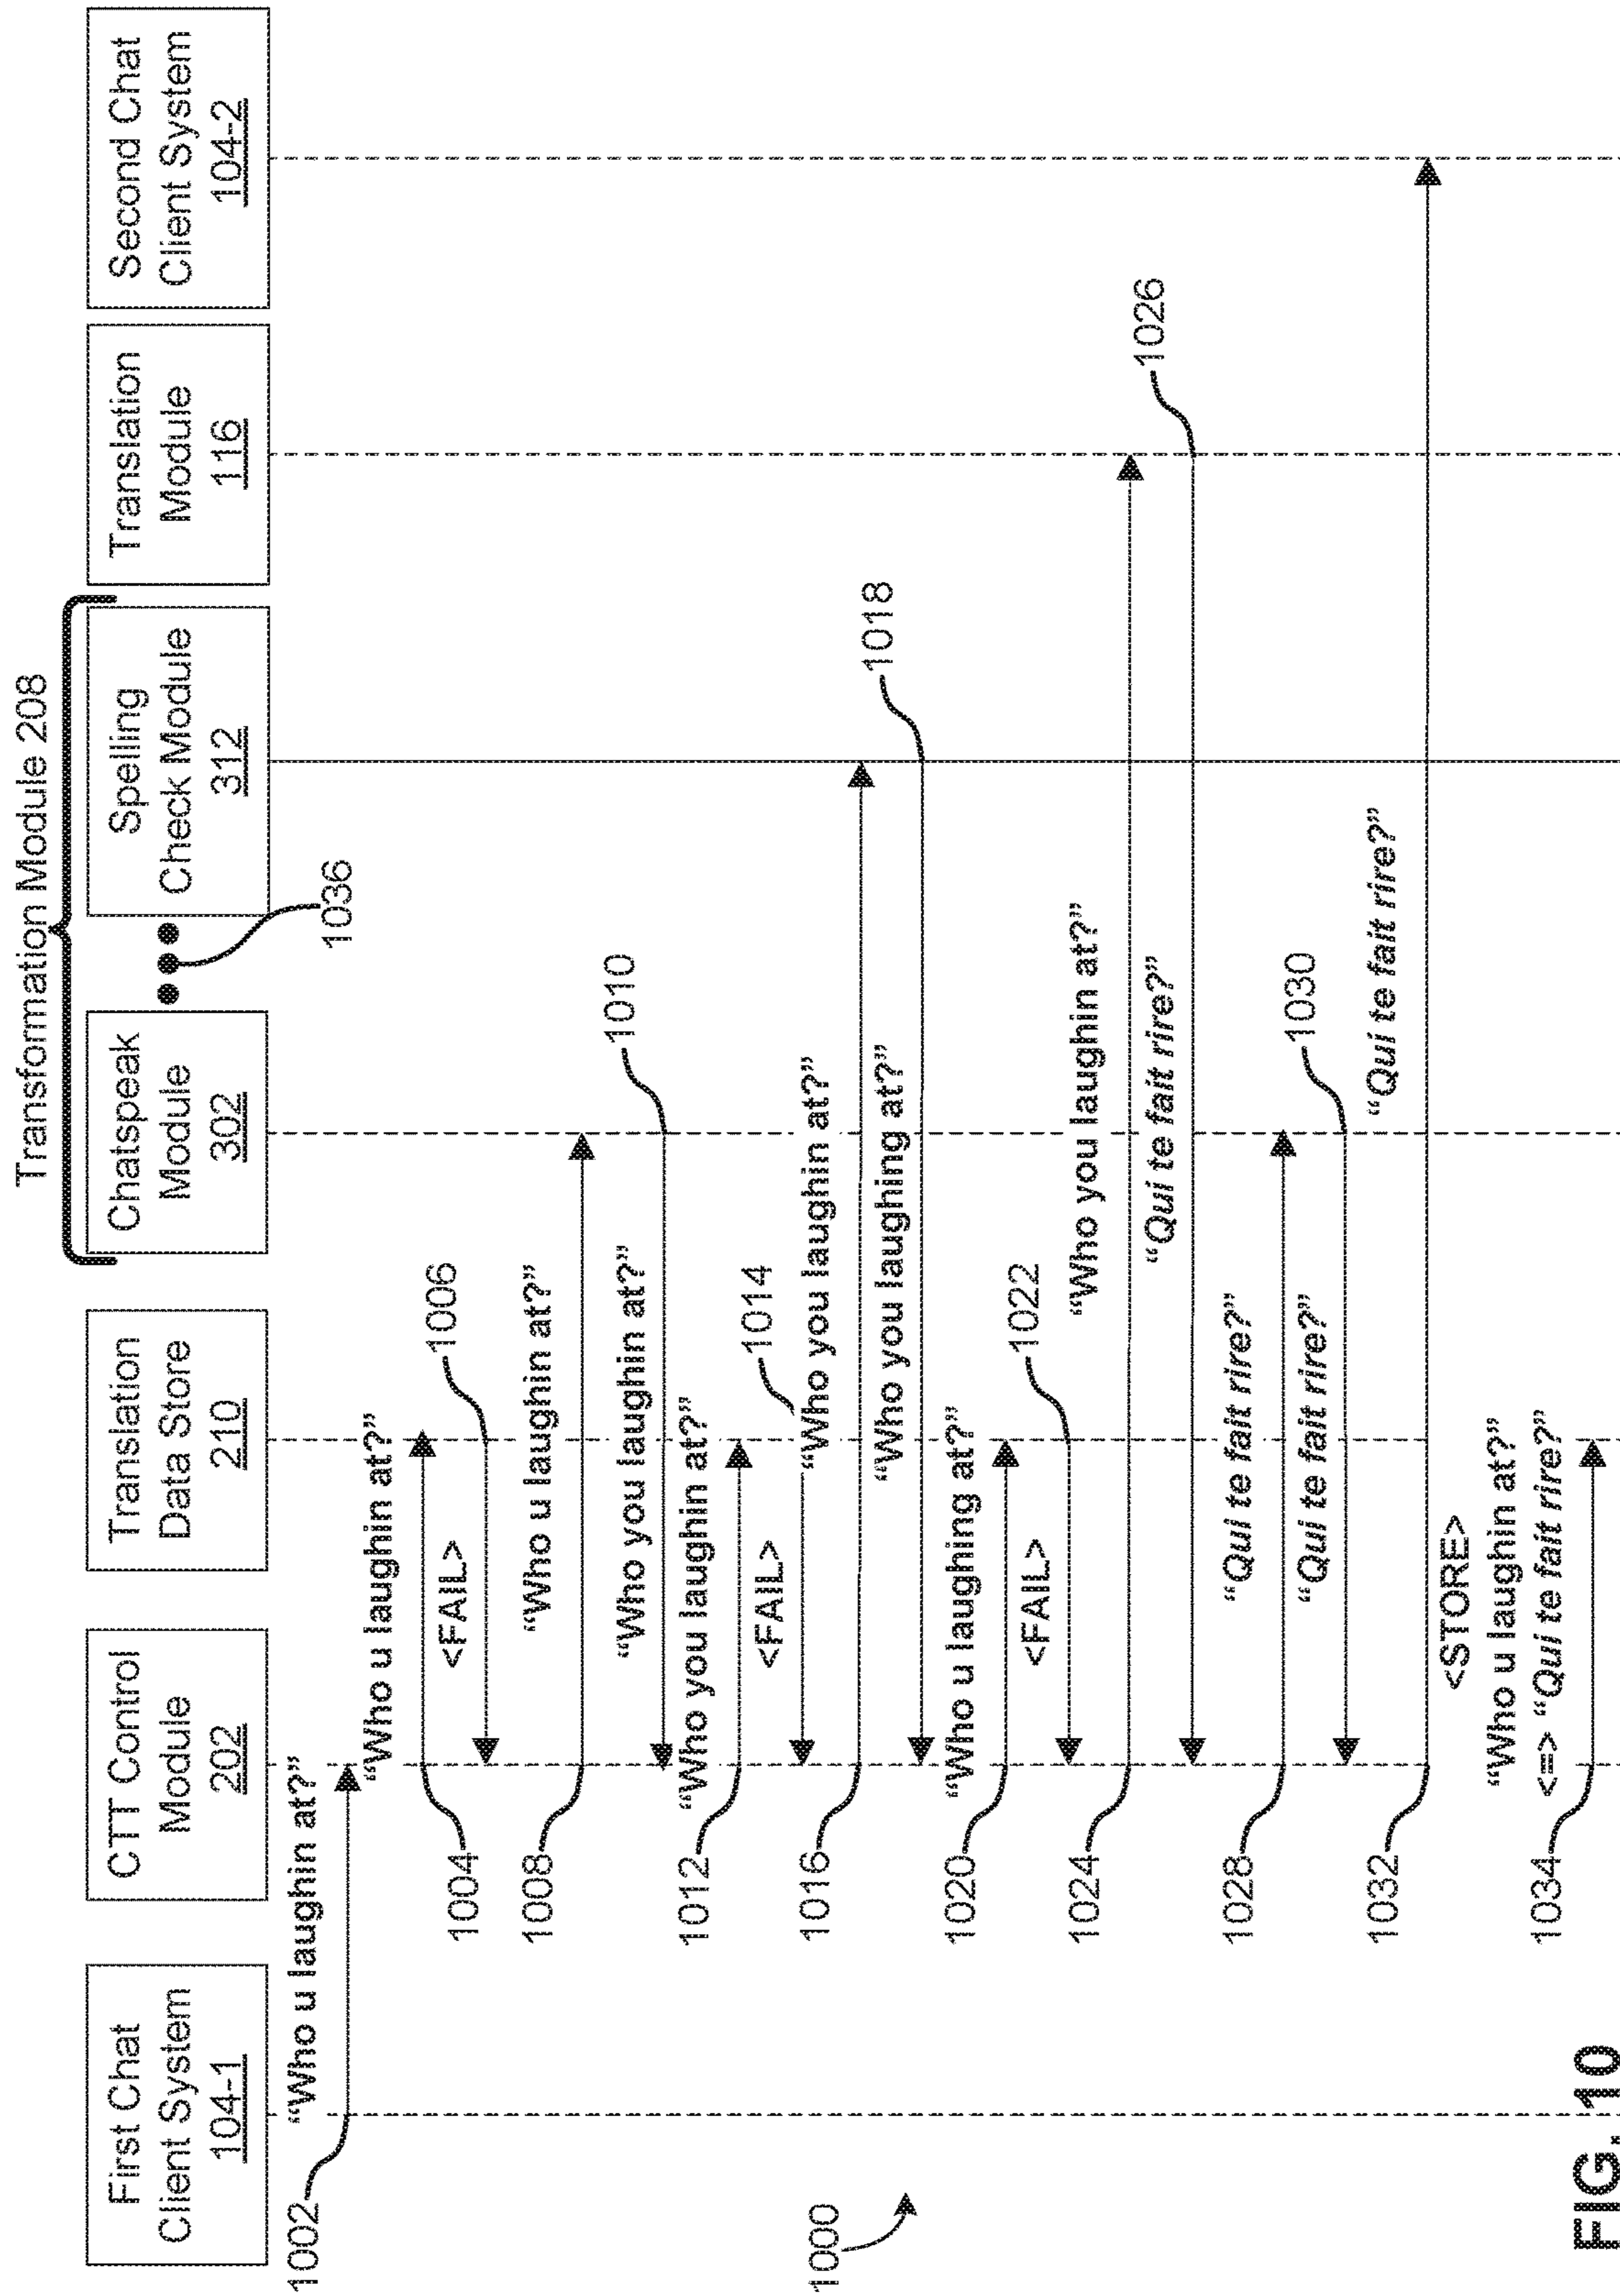 Transformation Module 208
First Chat
Client System
104-1
CTT Control
Module
202
Translation
Data Store
210
Chatspeak
Module
302
1036
Spelling
Check Module
312
Translation
Module
116
Second Chat
Client System
104-2
1002
“Who u laughin at?”
“Who u laughin at?”
1004
1006
<FAIL>
“Who u laughin at?”
1008
1010
“Who you laughin at?”
“Who you laughin at?”
1012
1014
<FAIL>
“Who you laughin at?”
1016
1018
“Who you laughing at?”
“Who u laughing at?”
1020
1022
<FAIL>
“Who you laughin at?”
1024
1026
“Qui te fait rire?”
“Qui te fait rire?”
1028
1030
“Qui te fait rire?”
“Qui te fait rire?”
1032
<STORE>
“Who u laughin at?”
<=> “Qui te fait rire?”
1034
1000
FIG. 10